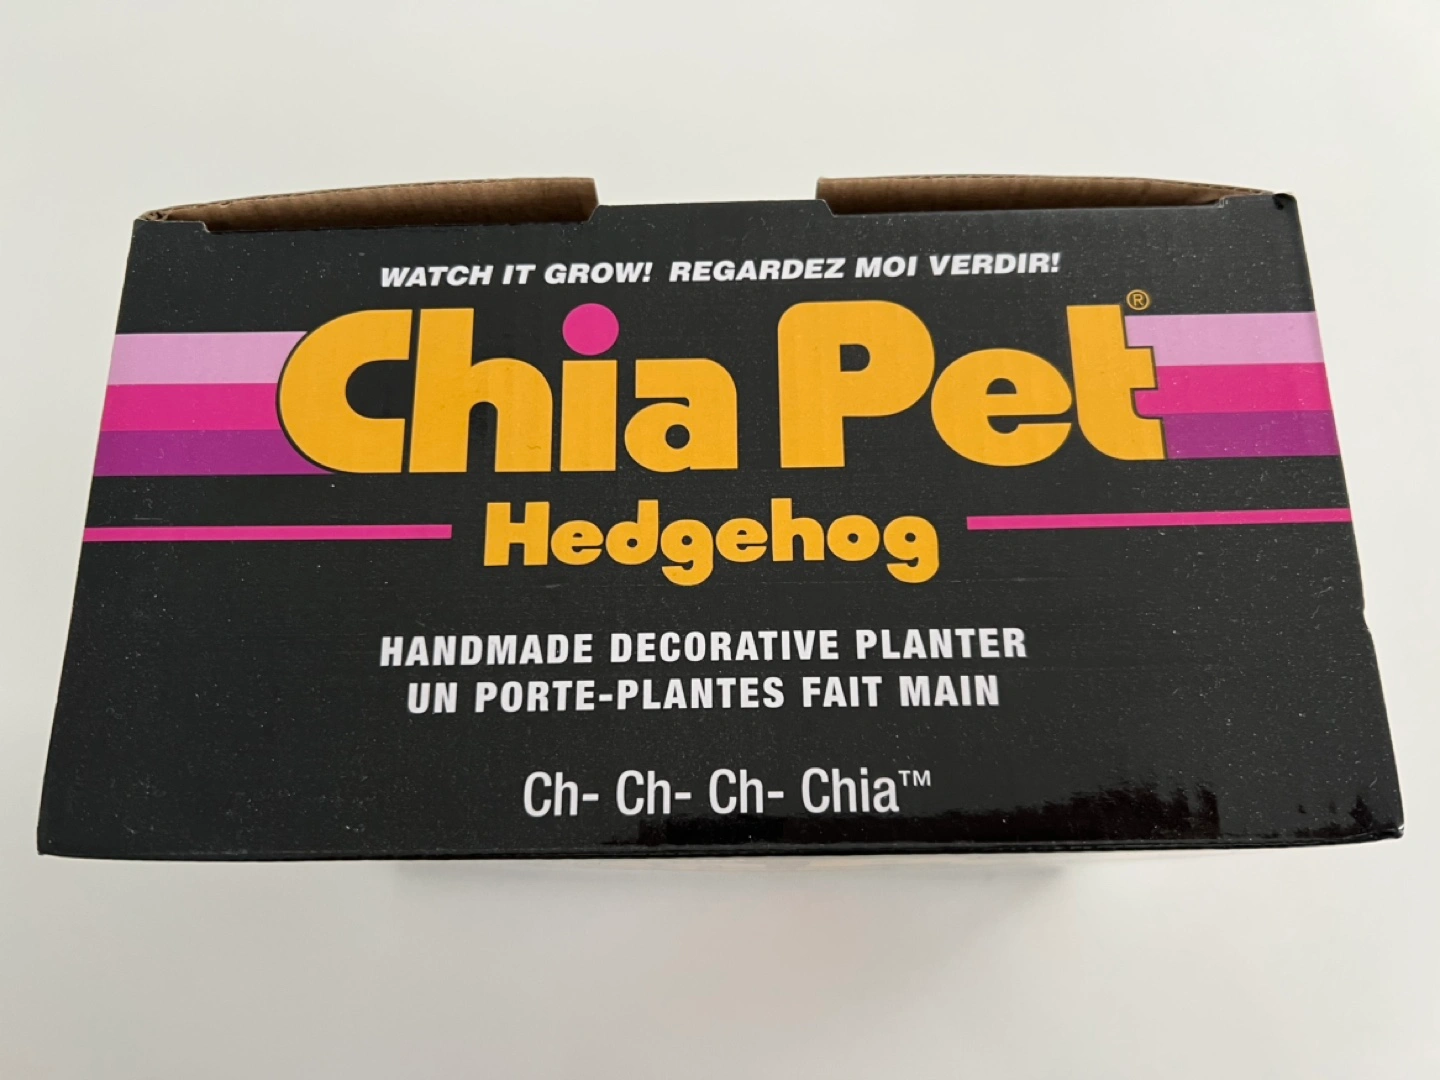 WATCH IT GROW! REGARDEZ MOI VERDIR!
Chia Pet®
Hedgehog
HANDMADE DECORATIVE PLANTER
UN PORTE-PLANTES FAIT MAIN
Ch- Ch- Ch- Chia™